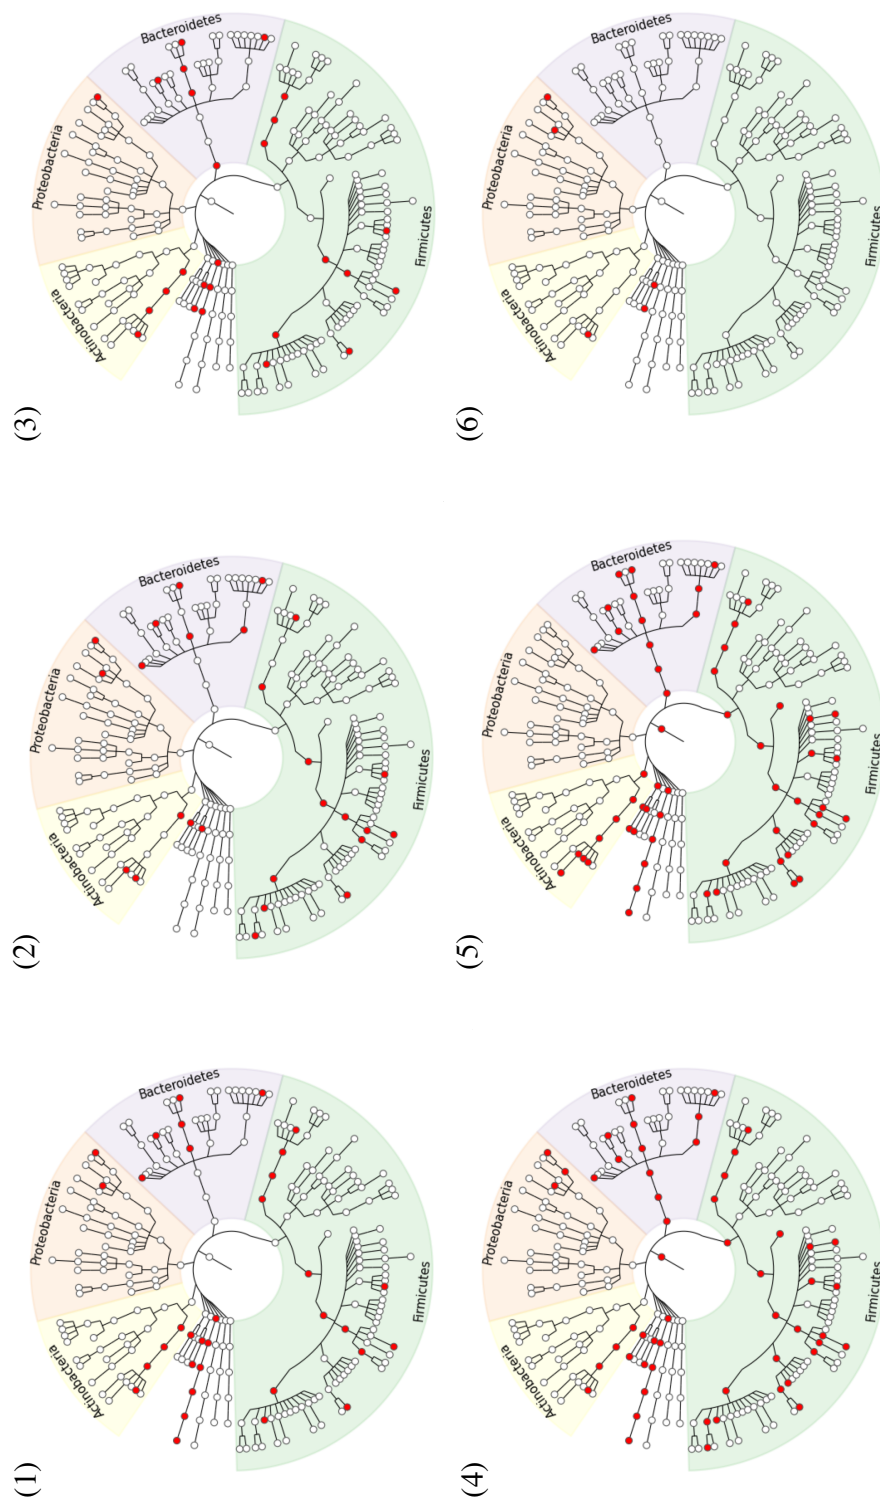 (1)
Actinobacteria
Proteobacteria
Bacteroidetes
Firmicutes
(2)
Actinobacteria
Proteobacteria
Bacteroidetes
Firmicutes
(3)
Actinobacteria
Proteobacteria
Bacteroidetes
Firmicutes
(4)
Actinobacteria
Proteobacteria
Bacteroidetes
Firmicutes
(5)
Actinobacteria
Proteobacteria
Bacteroidetes
Firmicutes
(6)
Actinobacteria
Proteobacteria
Bacteroidetes
Firmicutes